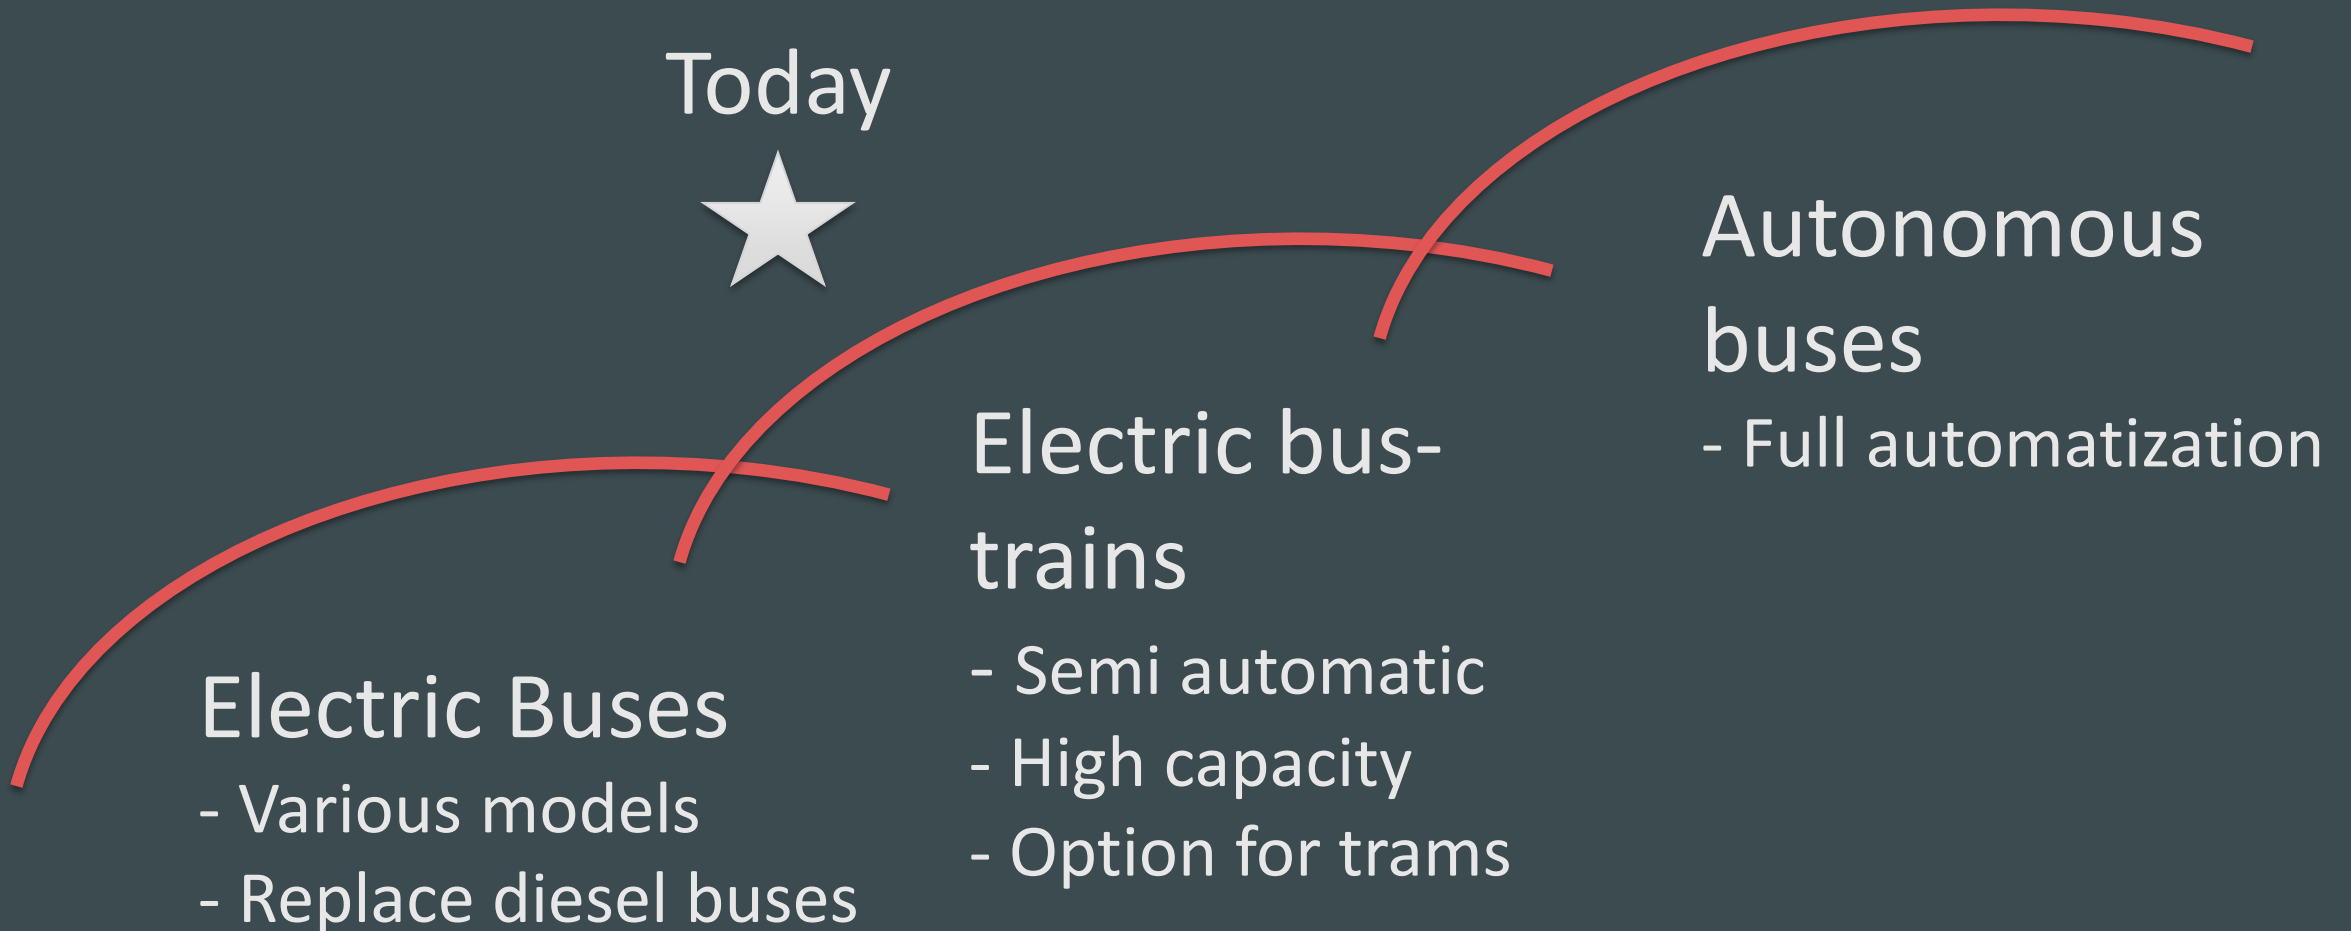 Today
Electric Buses
- Various models
- Replace diesel buses
Electric bus-
trains
- Semi automatic
- High capacity
- Option for trams
Autonomous
buses
- Full automatization